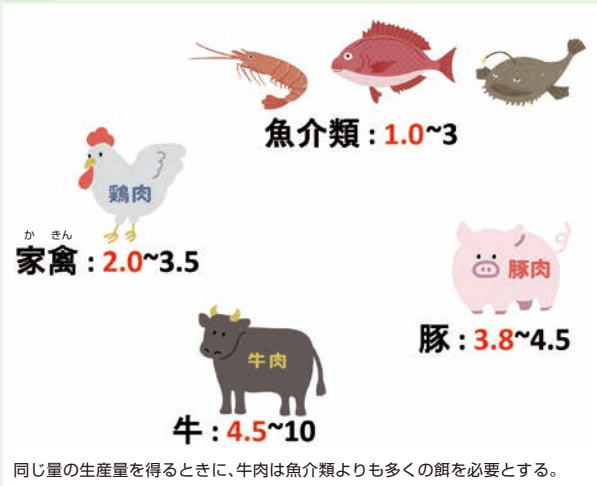 魚介類：1.0~3
鶏肉
か きん
家禽：2.0~3.5
豚肉
豚：3.8~4.5
牛肉
牛：4.5~10
同じ量の生産量を得るときに、牛肉は魚介類よりも多くの餌を必要とする。